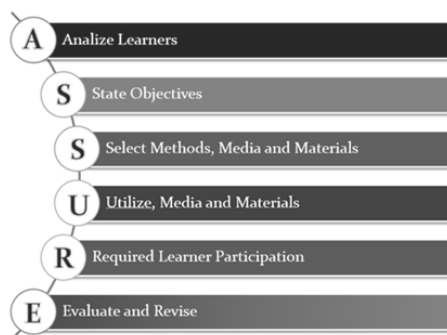 A Analize Learners
S State Objectives
S Select Methods, Media and Materials
U Utilize, Media and Materials
R Required Learner Participation
E Evaluate and Revise